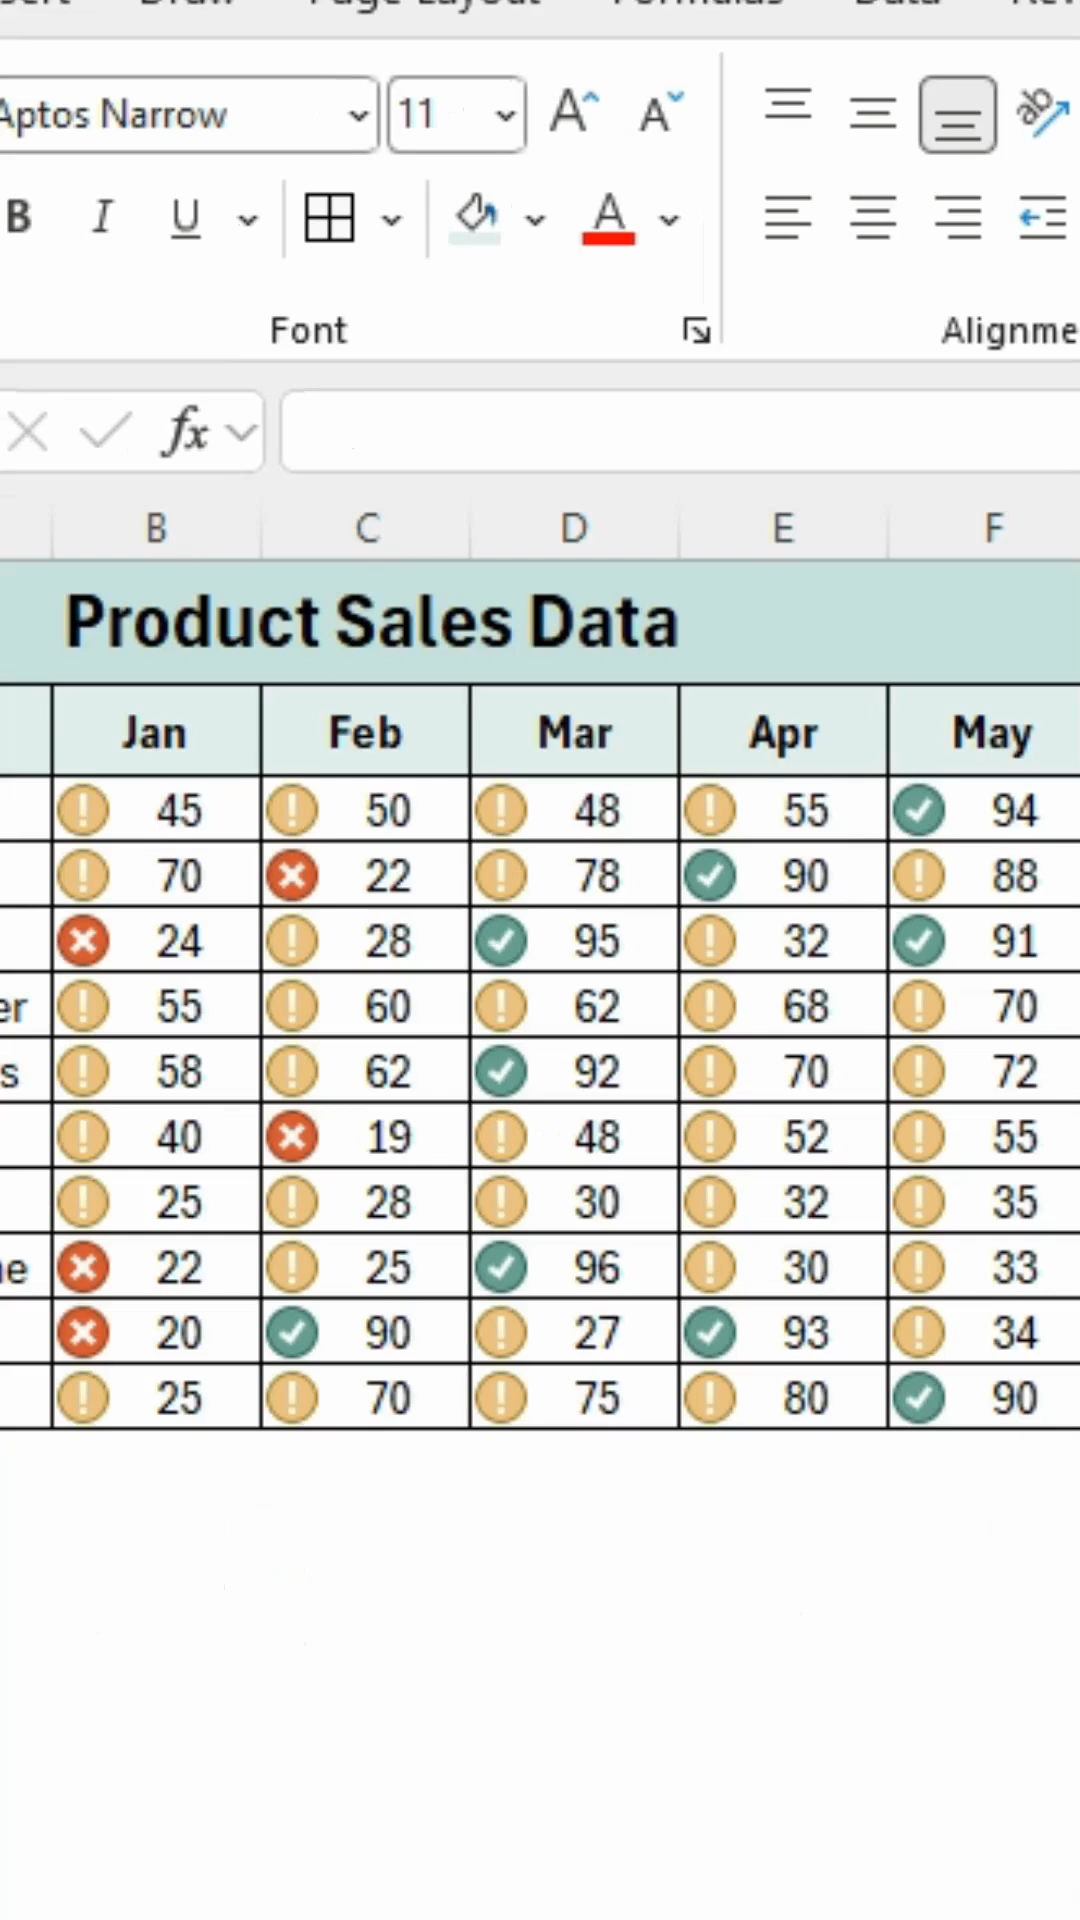 Draw Page Layout Formulas Data
Aptos Narrow 11 A A ab
B I U A
Font Alignme
fx
B C D E F
Product Sales Data
Jan Feb Mar Apr May
45 50 48 55 94
70 22 78 90 88
24 28 95 32 91
er 55 60 62 68 70
s 58 62 92 70 72
40 19 48 52 55
25 28 30 32 35
e 22 25 96 30 33
20 90 27 93 34
25 70 75 80 90